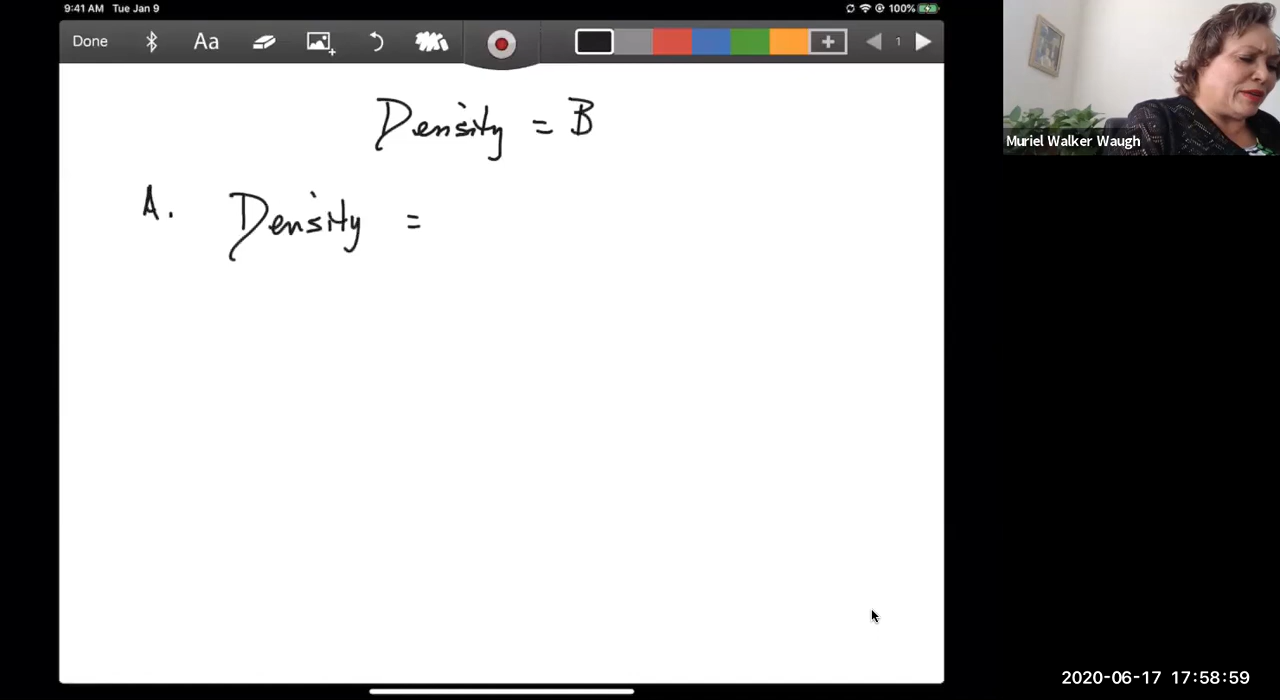 9:41 AM Tue Jan 9
100%
Done
Aa
1
Density = B
A. Density =
Muriel Walker Waugh
2020-06-17 17:58:59